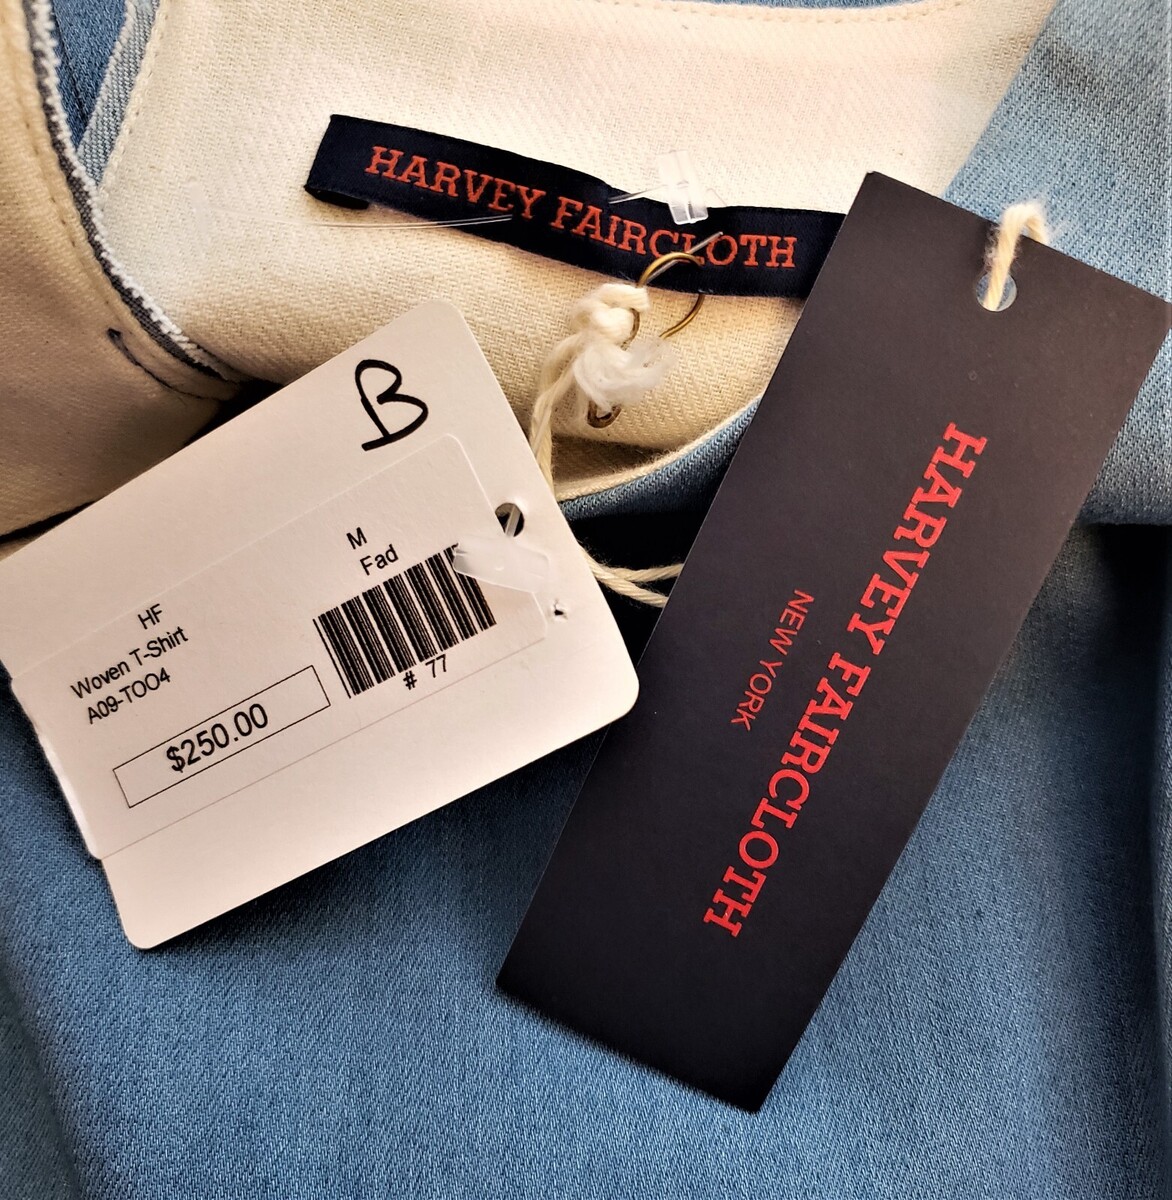 HARVEY FAIRCLOTH
B
M
Fad
# 77
HF
Woven T-Shirt
A09-TOO4
$250.00
HARVEY FAIRCLOTH
NEW YORK